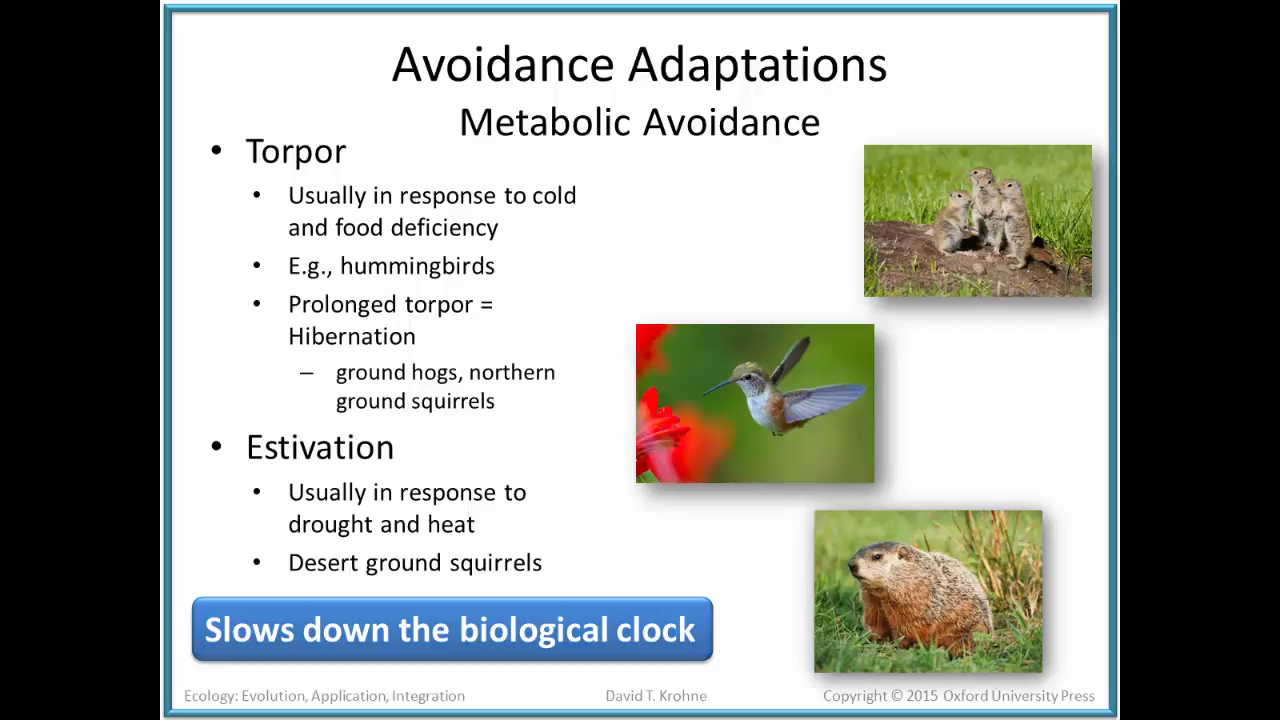 Avoidance Adaptations
Metabolic Avoidance
• Torpor
• Usually in response to cold
and food deficiency
• E.g., hummingbirds
• Prolonged torpor =
Hibernation
– ground hogs, northern
ground squirrels
• Estivation
• Usually in response to
drought and heat
• Desert ground squirrels
Slows down the biological clock
Ecology: Evolution, Application, Integration
David T. Krohne
Copyright © 2015 Oxford University Press